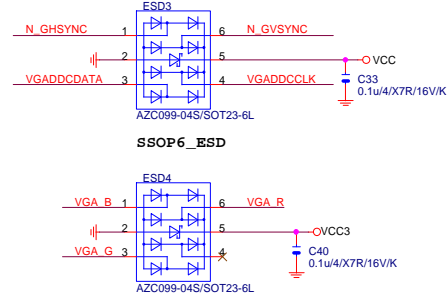 ESD3
N_GHSYNC 1 6 N_GVSYNC
2 5 VCC
VGADDCDATA 3 4 VGADDCCLK
C33
0.1u/4/X7R/16V/K
AZC099-04S/SOT23-6L
SSOP6_ESD
ESD4
VGA_B 1 6 VGA_R
2 5 VCC3
VGA_G 3 4
C40
0.1u/4/X7R/16V/K
AZC099-04S/SOT23-6L